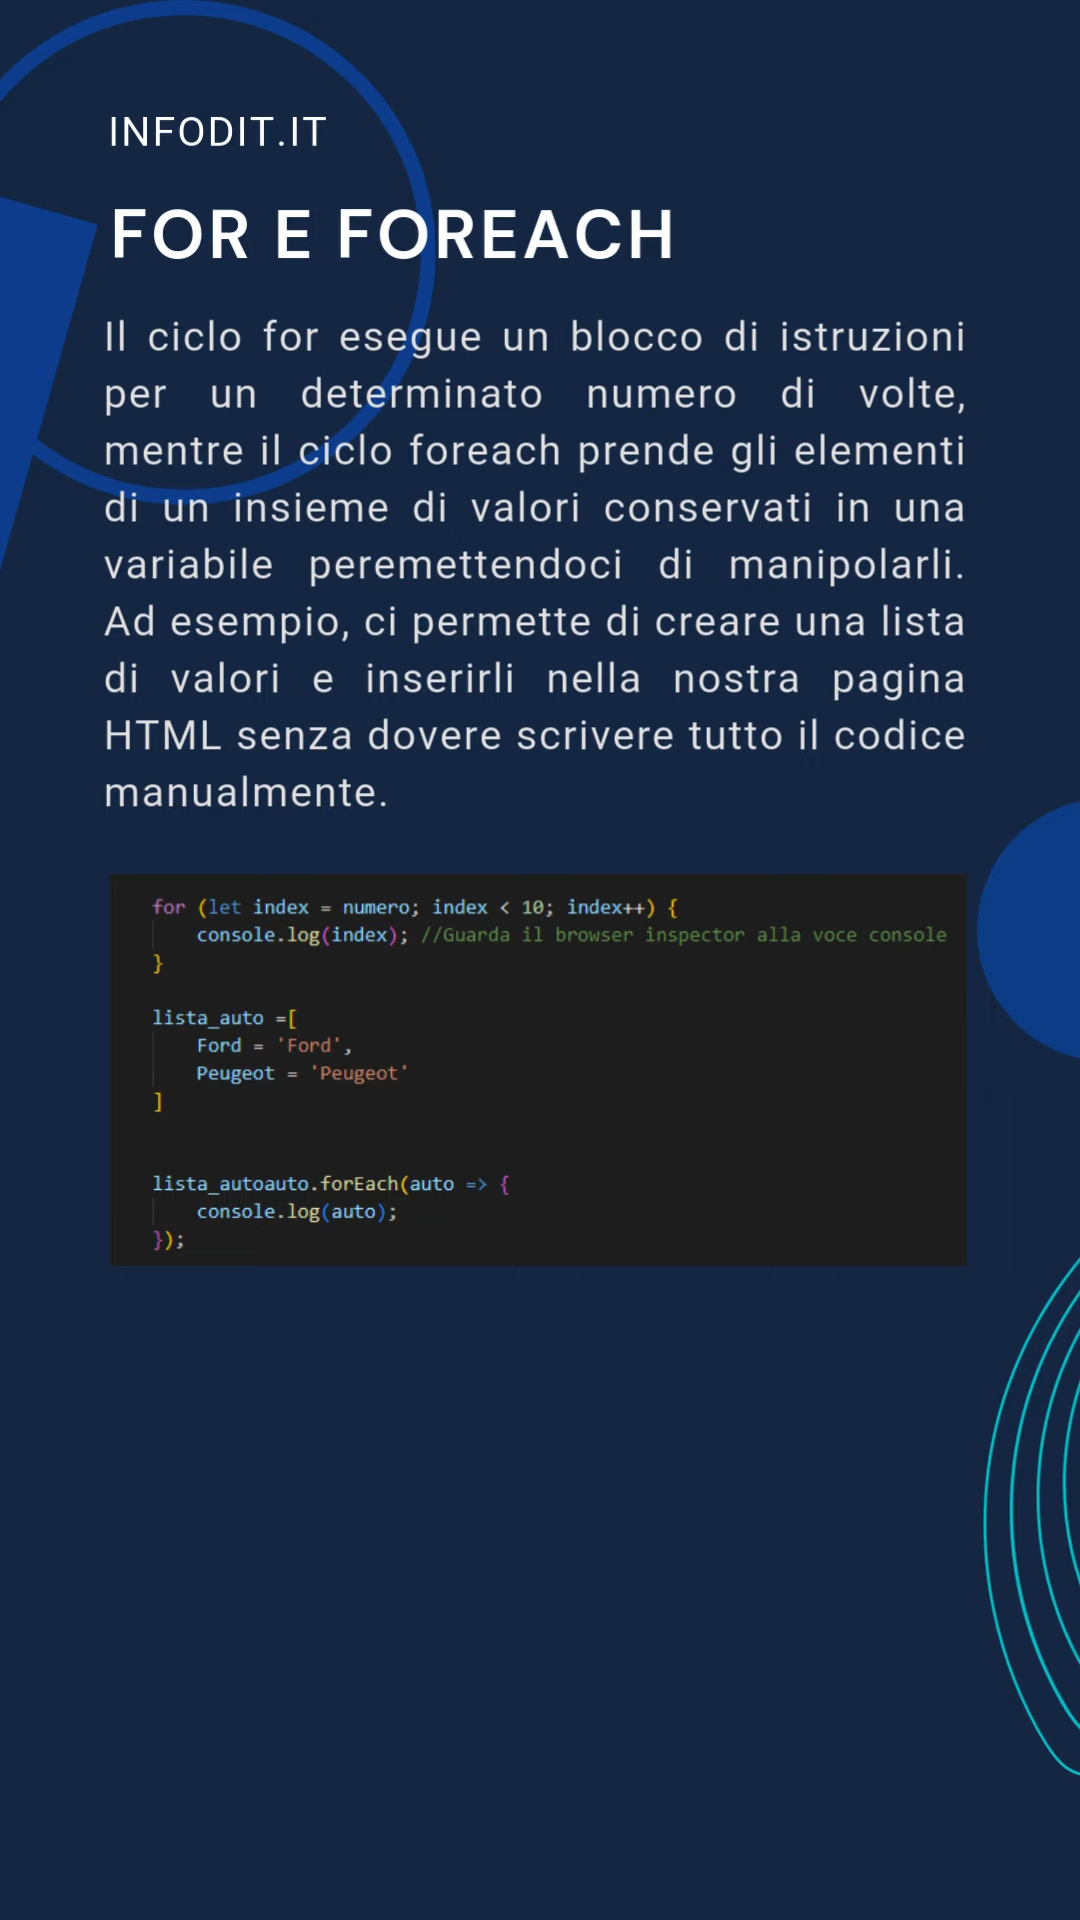 INFODIT.IT
FOR E FOREACH
Il ciclo for esegue un blocco di istruzioni
per un determinato numero di volte,
mentre il ciclo foreach prende gli elementi
di un insieme di valori conservati in una
variabile peremettendoci di manipolarli.
Ad esempio, ci permette di creare una lista
di valori e inserirli nella nostra pagina
HTML senza dovere scrivere tutto il codice
manualmente.
for (let index = numero; index < 10; index++) {
    console.log(index); //Guarda il browser inspector alla voce console
}
lista_auto =[
    Ford = 'Ford',
    Peugeot = 'Peugeot'
]
lista_autoauto.forEach(auto => {
    console.log(auto);
});